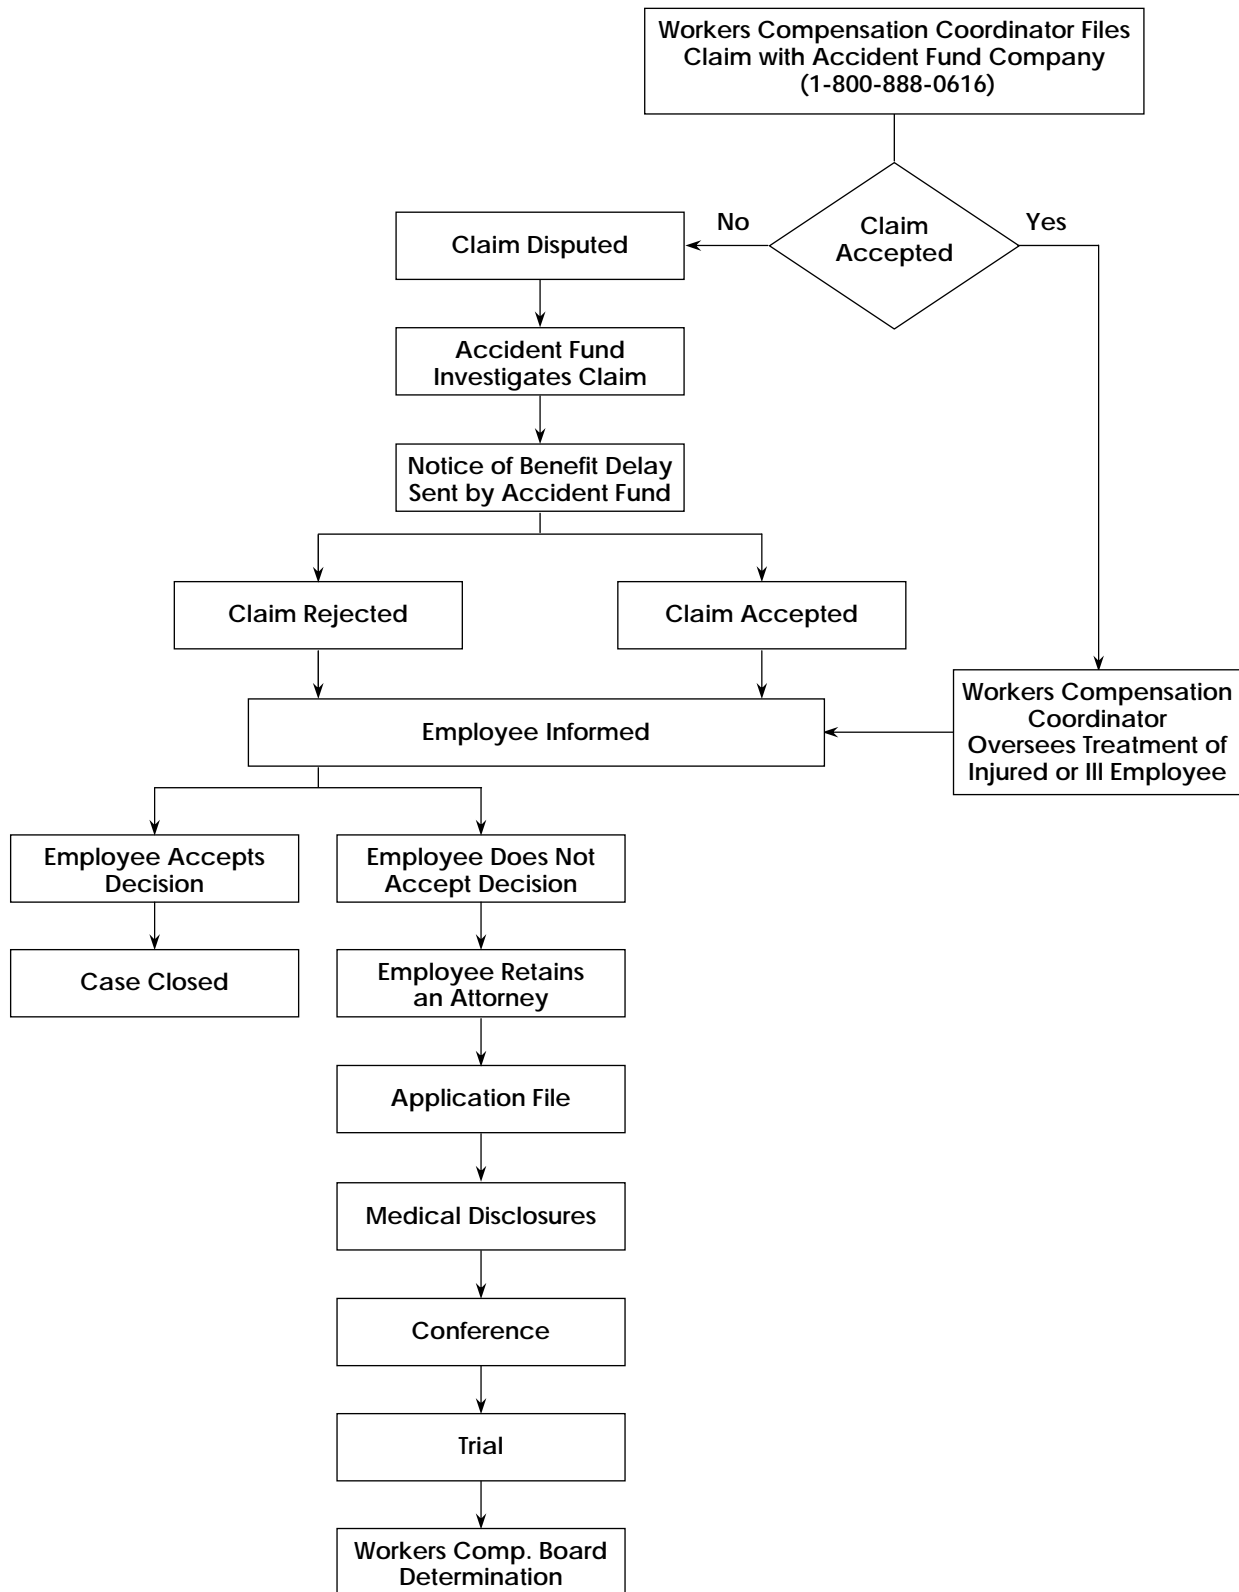 Workers Compensation Coordinator Files
Claim with Accident Fund Company
(1-800-888-0616)
No
Claim
Accepted
Yes
Claim Disputed
Accident Fund
Investigates Claim
Notice of Benefit Delay
Sent by Accident Fund
Claim Rejected
Claim Accepted
Workers Compensation
Coordinator
Oversees Treatment of
Injured or Ill Employee
Employee Informed
Employee Accepts
Decision
Employee Does Not
Accept Decision
Case Closed
Employee Retains
an Attorney
Application File
Medical Disclosures
Conference
Trial
Workers Comp. Board
Determination